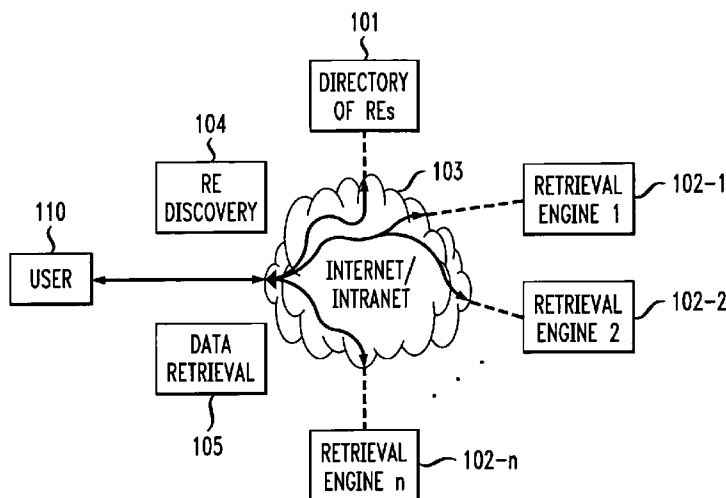 101
DIRECTORY
OF REs
104
RE
DISCOVERY
103
RETRIEVAL
ENGINE 1
102-1
110
USER
INTERNET/
INTRANET
RETRIEVAL
ENGINE 2
102-2
DATA
RETRIEVAL
105
RETRIEVAL
ENGINE n
102-n